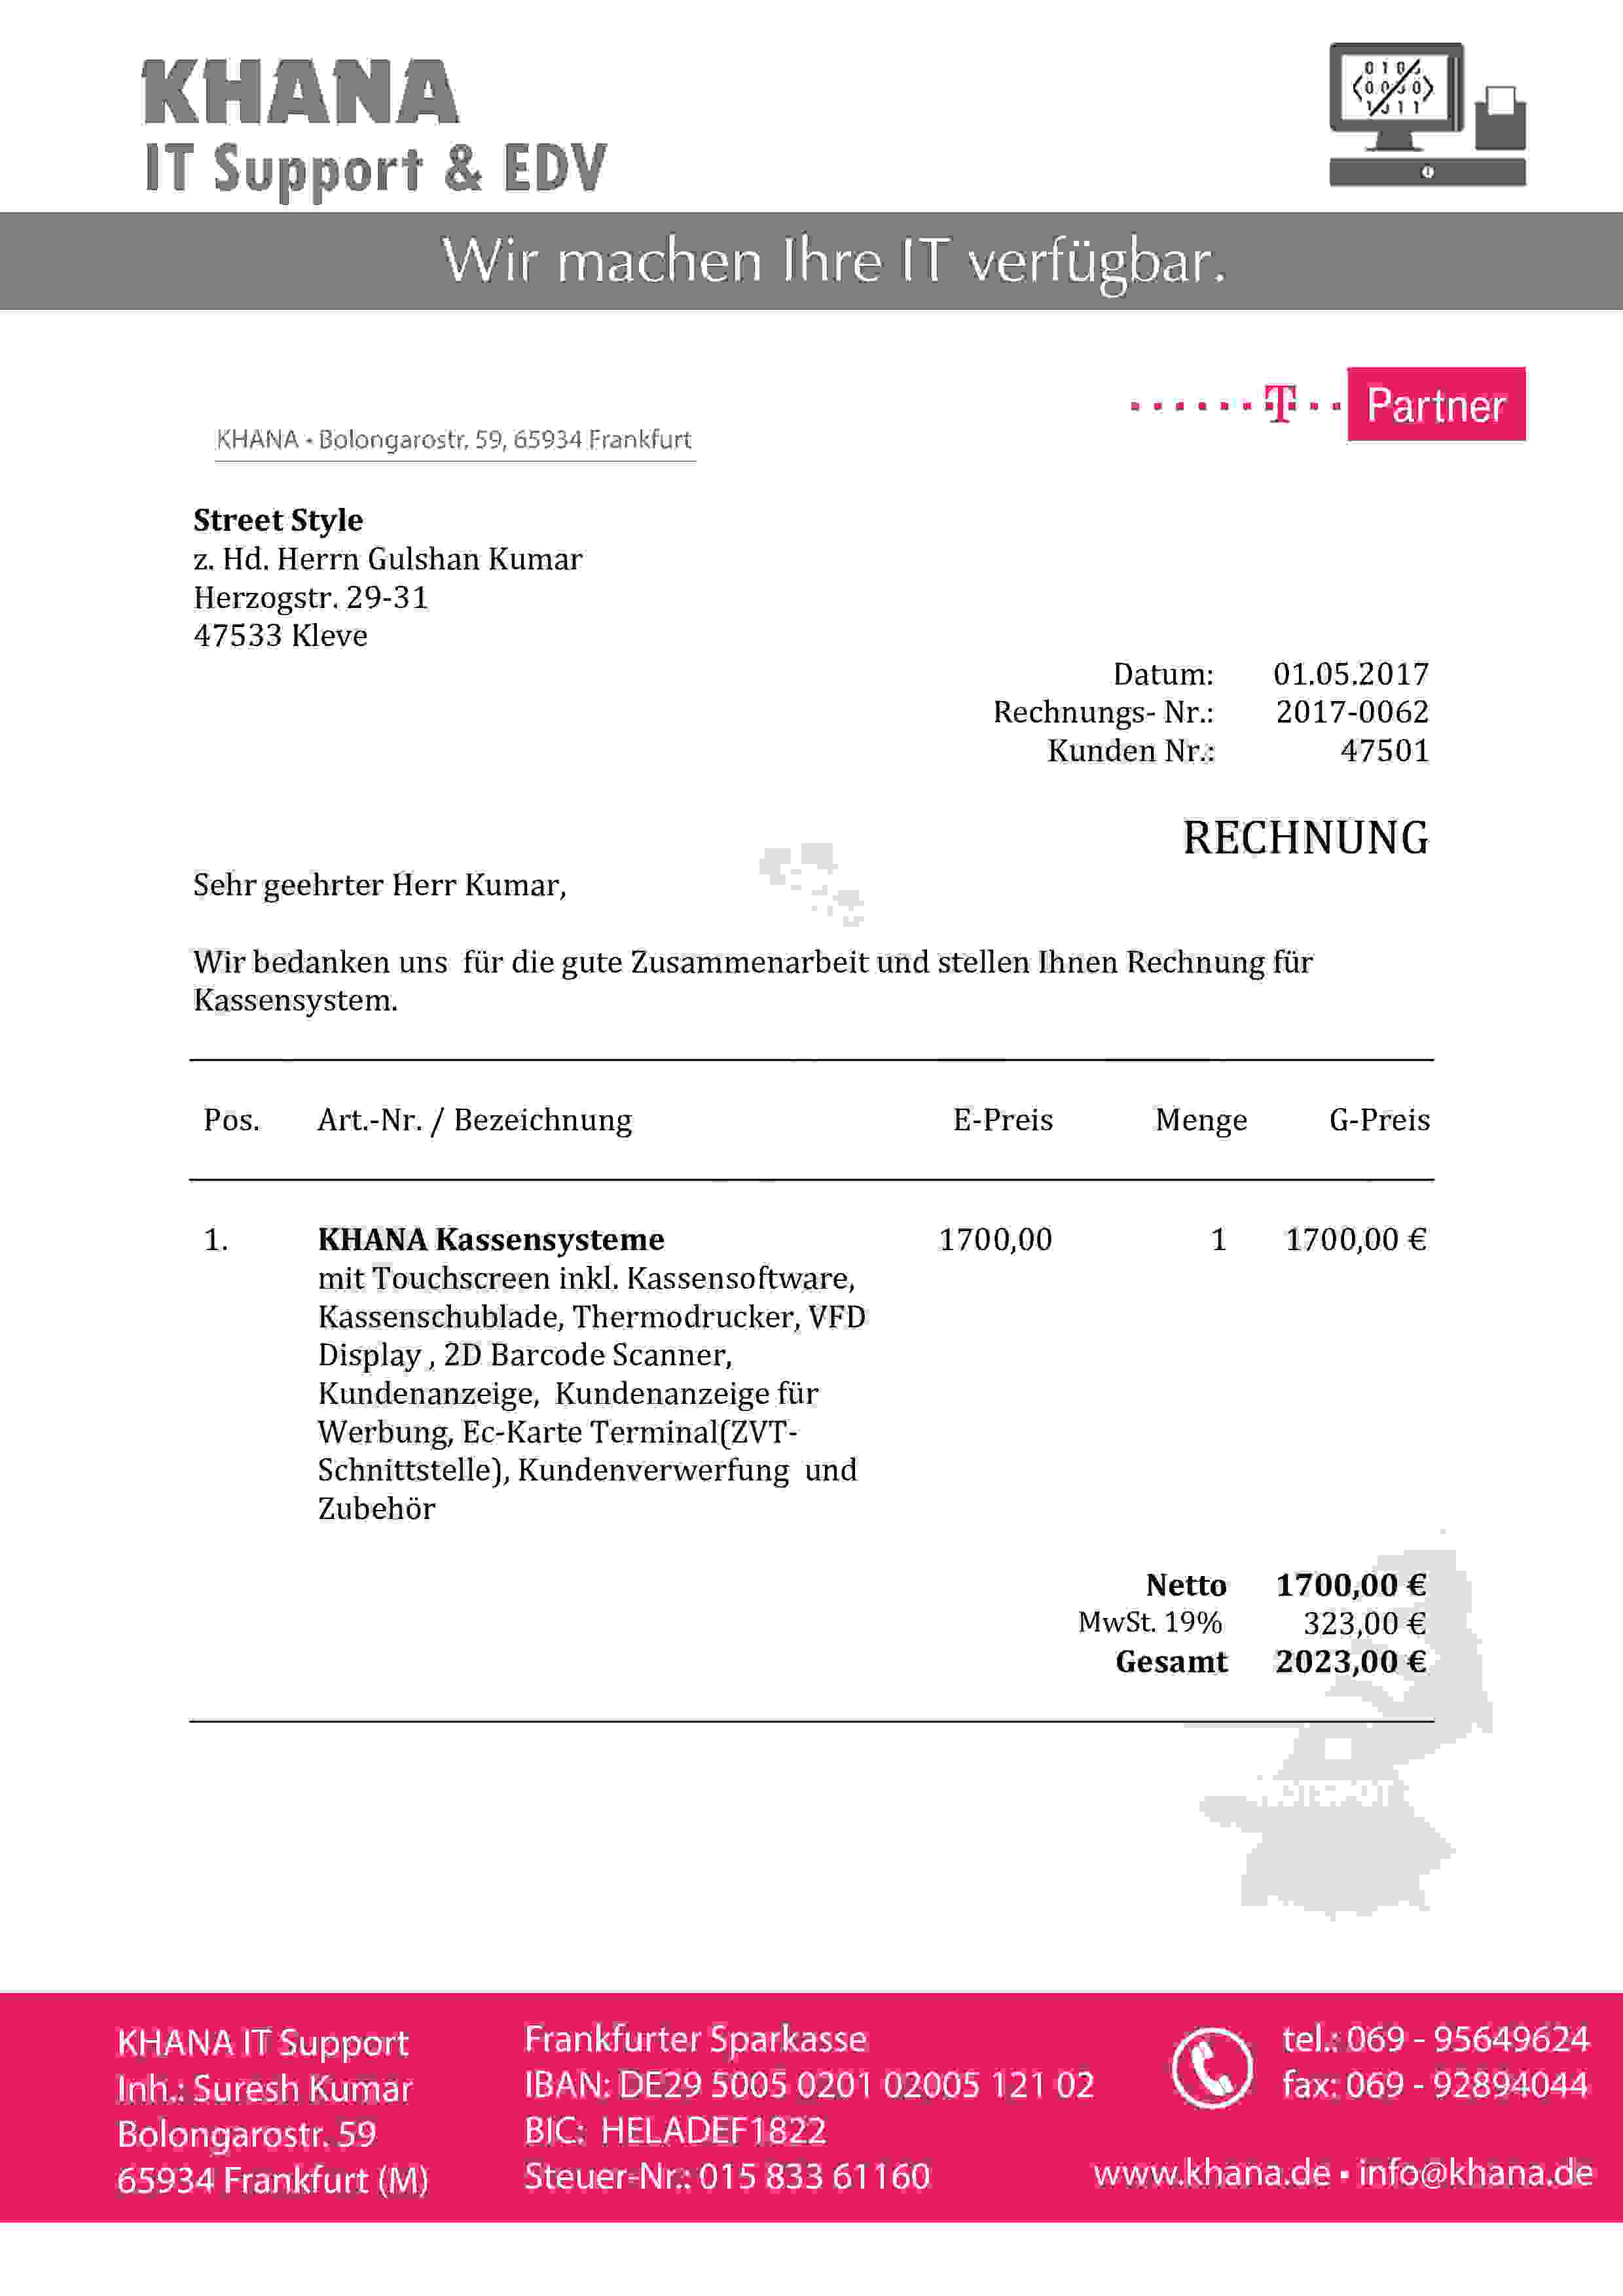 KHANA
IT Support & EDV
Wir machen Ihre IT verfügbar.
T Partner
KHANA • Bolongarostr. 59, 65934 Frankfurt
Street Style
z. Hd. Herrn Gulshan Kumar
Herzogstr. 29-31
47533 Kleve
Datum: 01.05.2017
Rechnungs- Nr.: 2017-0062
Kunden Nr.: 47501
RECHNUNG
Sehr geehrter Herr Kumar,
Wir bedanken uns  für die gute Zusammenarbeit und stellen Ihnen Rechnung für
Kassensystem.
Pos. Art.-Nr. / Bezeichnung E-Preis Menge G-Preis
1. KHANA Kassensysteme 1700,00 1 1700,00 €
mit Touchscreen inkl. Kassensoftware,
Kassenschublade, Thermodrucker, VFD
Display , 2D Barcode Scanner,
Kundenanzeige,  Kundenanzeige für
Werbung, Ec-Karte Terminal(ZVT-
Schnittstelle), Kundenverwerfung  und
Zubehör
Netto 1700,00 €
MwSt. 19% 323,00 €
Gesamt 2023,00 €
KHANA IT Support
Inh.: Suresh Kumar
Bolongarostr. 59
65934 Frankfurt (M)
Frankfurter Sparkasse
IBAN: DE29 5005 0201 02005 121 02
BIC:  HELADEF1822
Steuer-Nr.: 015 833 61160
tel.: 069 - 95649624
fax: 069 - 92894044
www.khana.de • info@khana.de